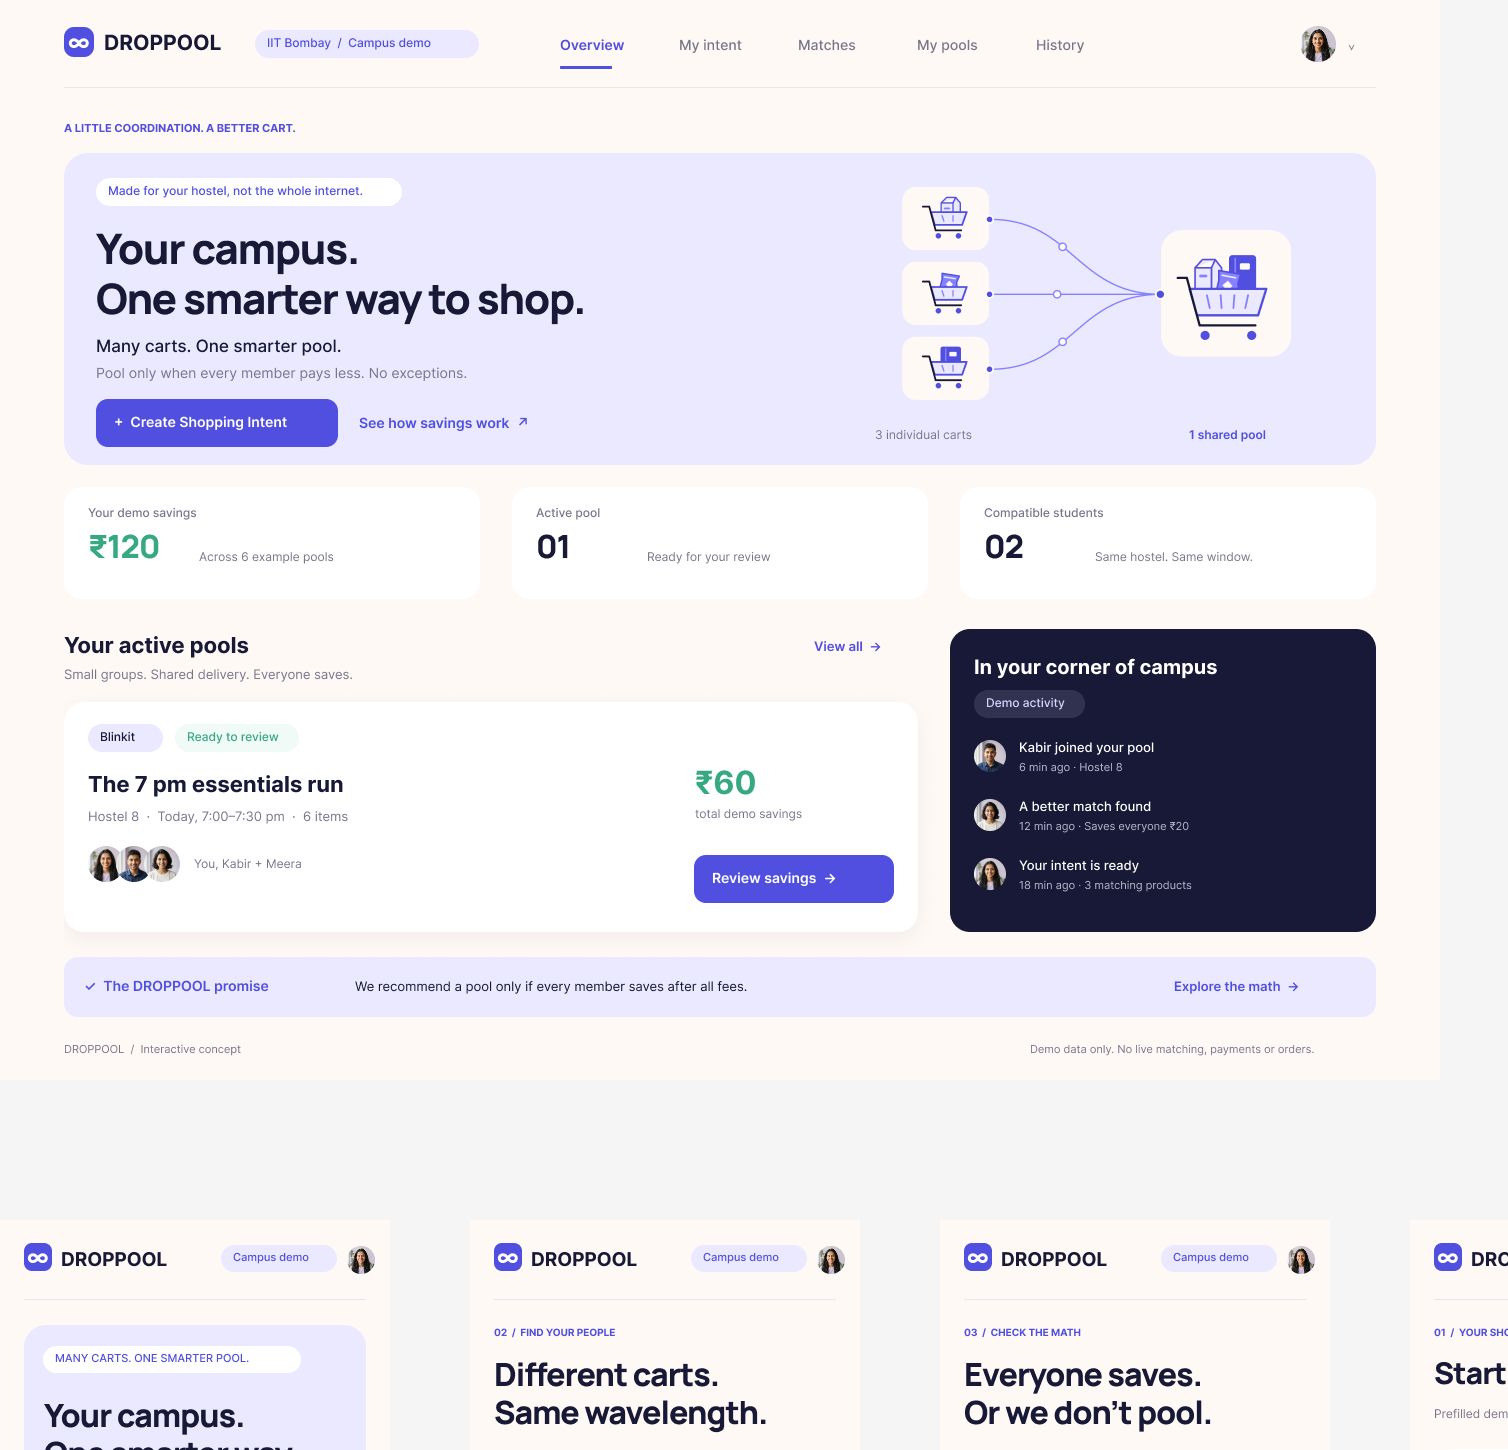 DROPPOOL
IIT Bombay / Campus demo
Overview
My intent
Matches
My pools
History
A LITTLE COORDINATION. A BETTER CART.
Made for your hostel, not the whole internet.
Your campus.
One smarter way to shop.
Many carts. One smarter pool.
Pool only when every member pays less. No exceptions.
+ Create Shopping Intent
See how savings work ↗
3 individual carts
1 shared pool
Your demo savings
₹120
Across 6 example pools
Active pool
01
Ready for your review
Compatible students
02
Same hostel. Same window.
Your active pools
View all →
Small groups. Shared delivery. Everyone saves.
Blinkit
Ready to review
The 7 pm essentials run
Hostel 8 · Today, 7:00–7:30 pm · 6 items
You, Kabir + Meera
₹60
total demo savings
Review savings →
In your corner of campus
Demo activity
Kabir joined your pool
6 min ago · Hostel 8
A better match found
12 min ago · Saves everyone ₹20
Your intent is ready
18 min ago · 3 matching products
✓ The DROPPOOL promise
We recommend a pool only if every member saves after all fees.
Explore the math →
DROPPOOL / Interactive concept
Demo data only. No live matching, payments or orders.
DROPPOOL
Campus demo
MANY CARTS. ONE SMARTER POOL.
Your campus.
One smarter way
DROPPOOL
Campus demo
02 / FIND YOUR PEOPLE
Different carts.
Same wavelength.
DROPPOOL
Campus demo
03 / CHECK THE MATH
Everyone saves.
Or we don't pool.
DRO
01 / YOUR SHO
Start
Prefilled dem